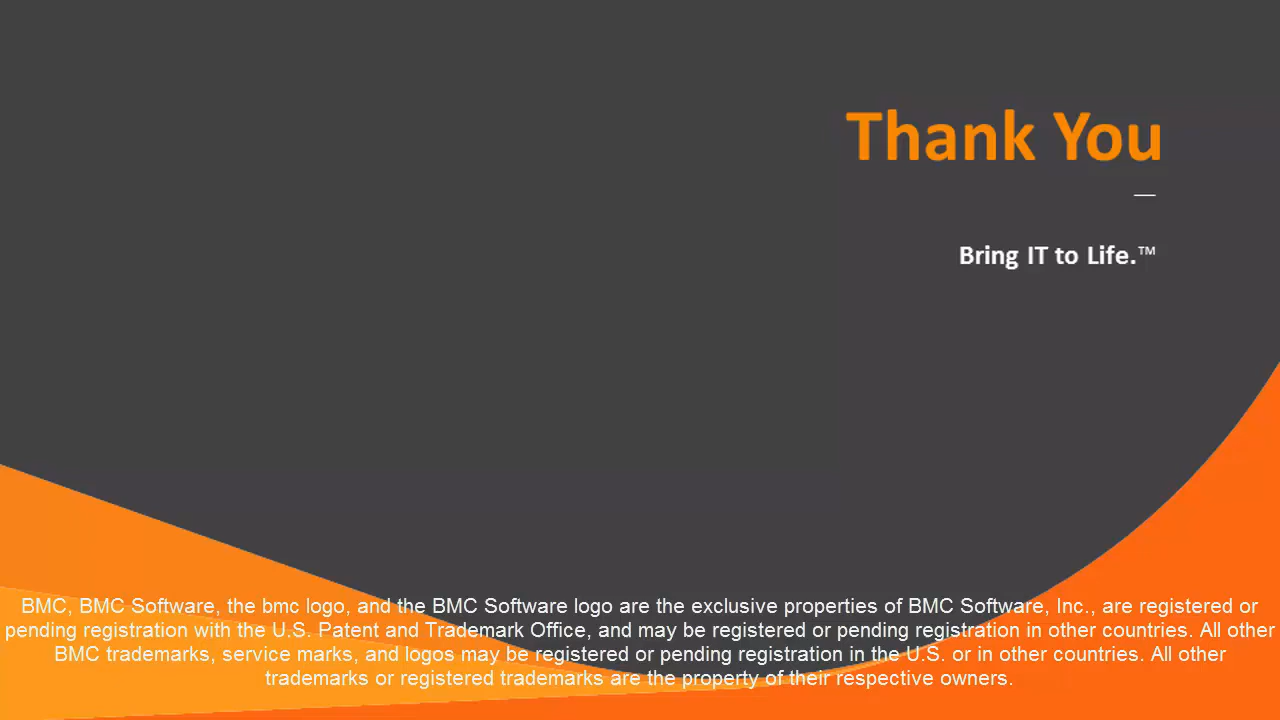 Thank You
Bring IT to Life.™
BMC, BMC Software, the bmc logo, and the BMC Software logo are the exclusive properties of BMC Software, Inc., are registered or
pending registration with the U.S. Patent and Trademark Office, and may be registered or pending registration in other countries. All other
BMC trademarks, service marks, and logos may be registered or pending registration in the U.S. or in other countries. All other
trademarks or registered trademarks are the property of their respective owners.